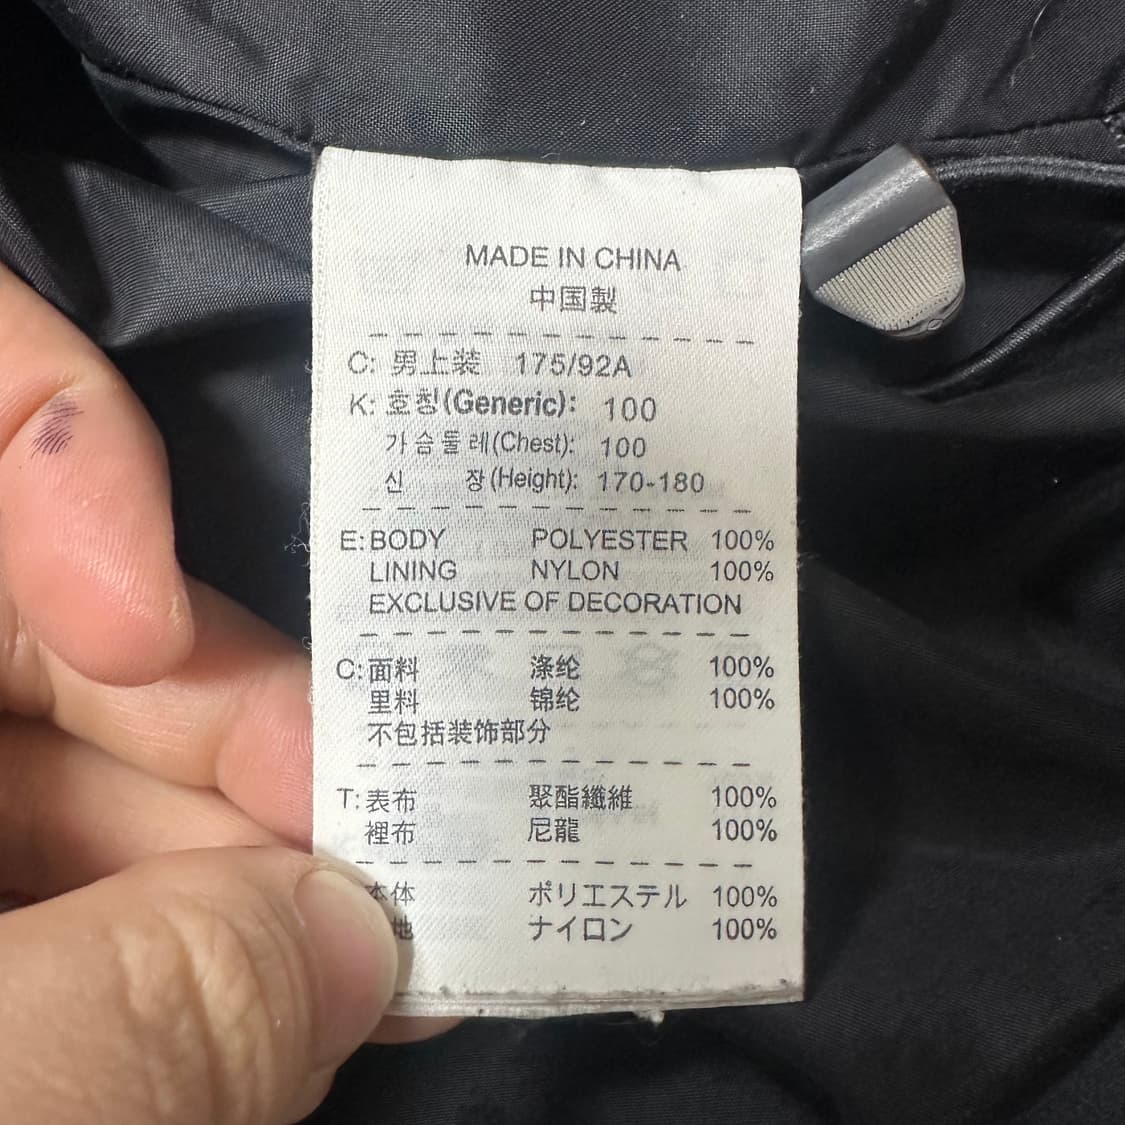 MADE IN CHINA
中国製
C: 男上装 175/92A
K: 호칭(Generic): 100
가슴둘레(Chest): 100
신 장(Height): 170-180
E: BODY POLYESTER 100%
LINING NYLON 100%
EXCLUSIVE OF DECORATION
C: 面料 涤纶 100%
里料 锦纶 100%
不包括装饰部分
T: 表布 聚酯纖維 100%
裡布 尼龍 100%
本体 ポリエステル 100%
地 ナイロン 100%